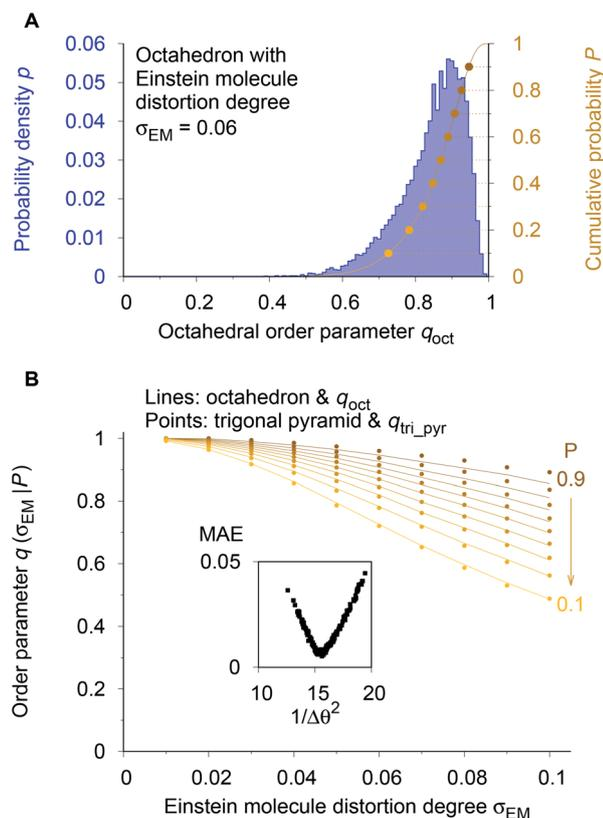 A
Octahedron with
Einstein molecule
distortion degree
σEM = 0.06
Probability density p
0.06
0.05
0.04
0.03
0.02
0.01
0
Cumulative probability P
1
0.8
0.6
0.4
0.2
0
0 0.2 0.4 0.6 0.8 1
Octahedral order parameter qoct
B
Lines: octahedron & qoct
Points: trigonal pyramid & qtri_pyr
Order parameter q (σEM |P)
1
0.8
0.6
0.4
0.2
0
P
0.9
0.1
MAE
0.05
0
10 15 20
1/Δθ²
0 0.02 0.04 0.06 0.08 0.1
Einstein molecule distortion degree σEM